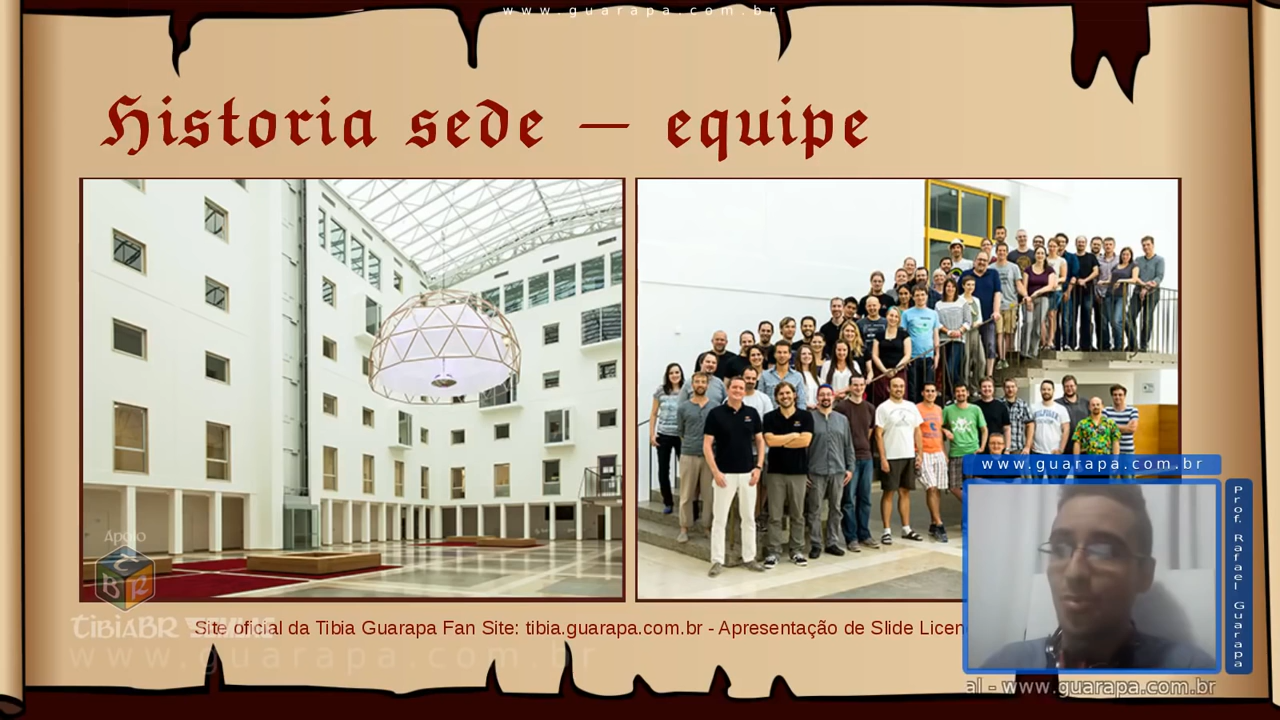 www.guarapa.com.br
Historia sede – equipe
www.guarapa.com.br
Prof. Rafael Guarapa
Apoio
TBR
TibiaBR
Site oficial da Tibia Guarapa Fan Site: tibia.guarapa.com.br - Apresentação de Slide Licen
www.guarapa.com.br
al - www.guarapa.com.br